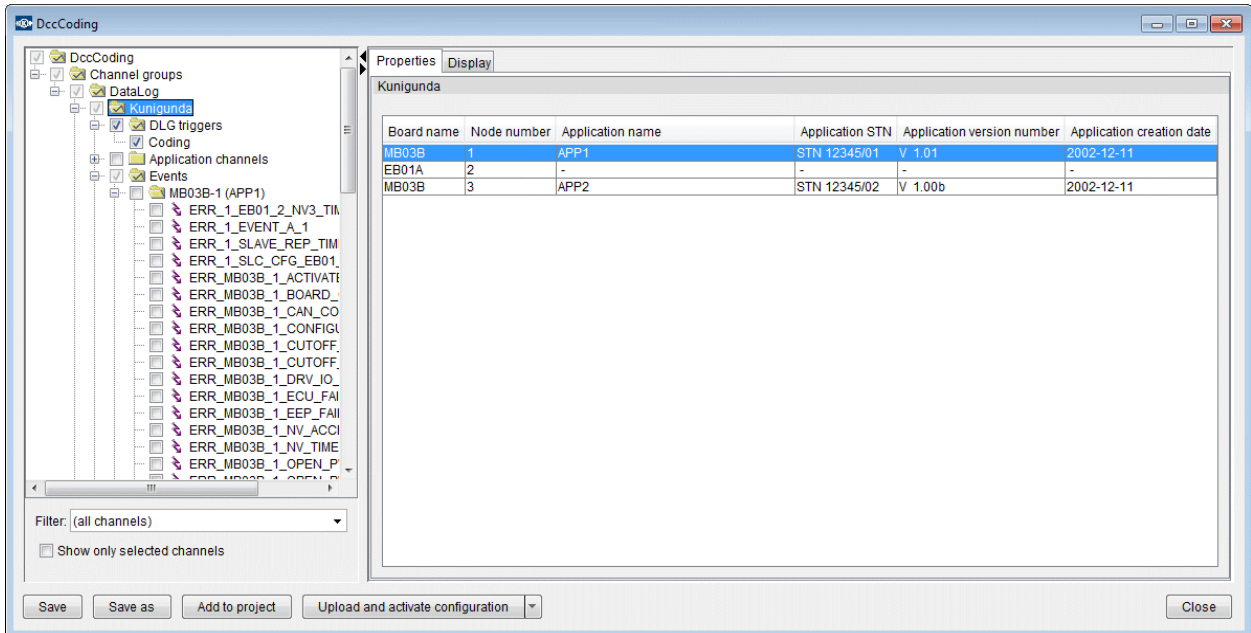 DccCoding
DccCoding
Channel groups
DataLog
Kunigunda
DLG triggers
Coding
Application channels
Events
MB03B-1 (APP1)
ERR_1_EB01_2_NV3_TIM
ERR_1_EVENT_A_1
ERR_1_SLAVE_REP_TIM
ERR_1_SLC_CFG_EB01_
ERR_MB03B_1_ACTIVATE
ERR_MB03B_1_BOARD_
ERR_MB03B_1_CAN_CO
ERR_MB03B_1_CONFIGU
ERR_MB03B_1_CUTOFF_
ERR_MB03B_1_CUTOFF_
ERR_MB03B_1_DRV_IO_
ERR_MB03B_1_ECU_FAI
ERR_MB03B_1_EEP_FAI
ERR_MB03B_1_NV_ACC
ERR_MB03B_1_NV_TIME
ERR_MB03B_1_OPEN_P
Filter: (all channels)
Show only selected channels
Properties Display
Kunigunda
Board name Node number Application name Application STN Application version number Application creation date
MB03B 1 APP1 STN 12345/01 V 1.01 2002-12-11
EB01A 2 - - - -
MB03B 3 APP2 STN 12345/02 V 1.00b 2002-12-11
Save Save as Add to project Upload and activate configuration Close